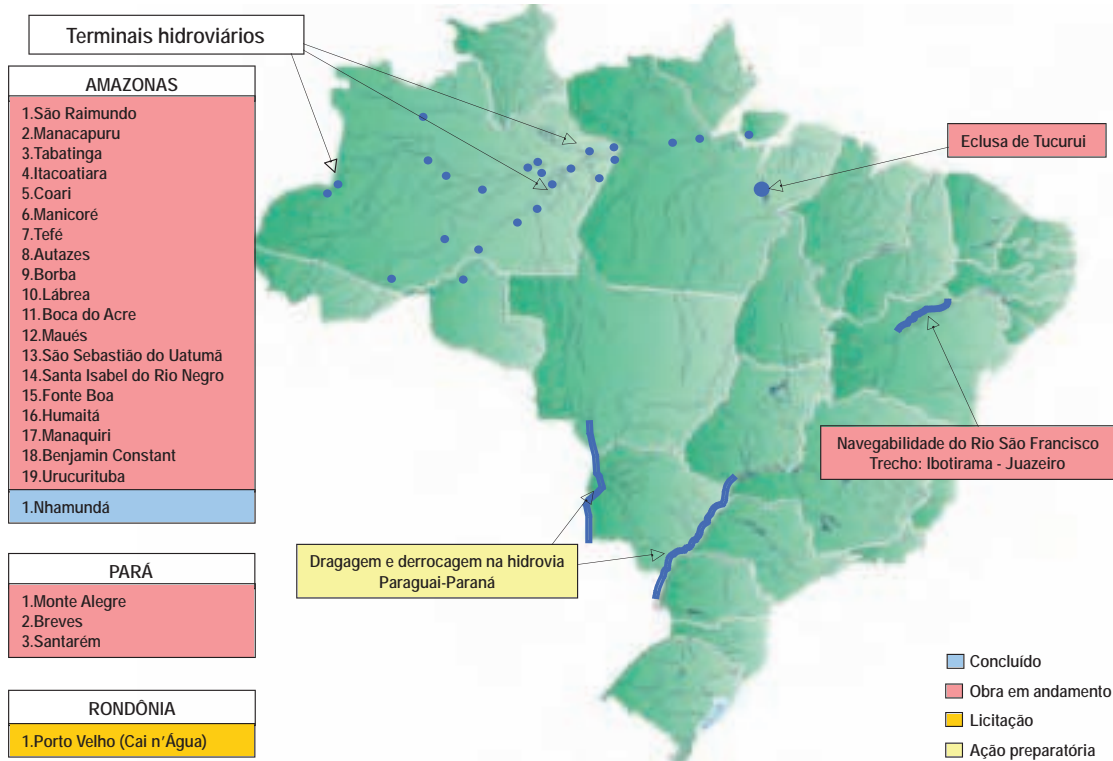 Terminais hidroviários
AMAZONAS
1.São Raimundo
2.Manacapuru
3.Tabatinga
4.Itacoatiara
5.Coari
6.Manicoré
7.Tefé
8.Autazes
9.Borba
10.Lábrea
11.Boca do Acre
12.Maués
13.São Sebastião do Uatumã
14.Santa Isabel do Rio Negro
15.Fonte Boa
16.Humaitá
17.Manaquiri
18.Benjamin Constant
19.Urucurituba
1.Nhamundá
PARÁ
1.Monte Alegre
2.Breves
3.Santarém
RONDÔNIA
1.Porto Velho (Cai n'Água)
Eclusa de Tucurui
Navegabilidade do Rio São Francisco
Trecho: Ibotirama - Juazeiro
Dragagem e derrocagem na hidrovia
Paraguai-Paraná
Concluído
Obra em andamento
Licitação
Ação preparatória